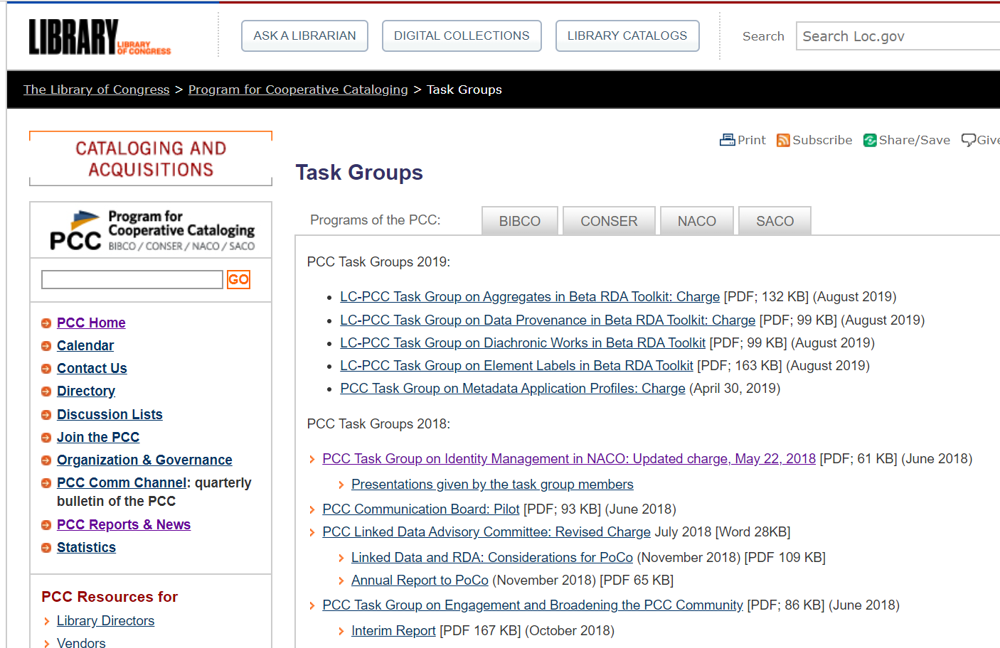 LIBRARY
LIBRARY
OF CONGRESS
ASK A LIBRARIAN
DIGITAL COLLECTIONS
LIBRARY CATALOGS
Search
Search Loc.gov
The Library of Congress > Program for Cooperative Cataloging > Task Groups
CATALOGING AND
ACQUISITIONS
PCC
Program for
Cooperative Cataloging
BIBCO / CONSER / NACO / SACO
GO
PCC Home
Calendar
Contact Us
Directory
Discussion Lists
Join the PCC
Organization & Governance
PCC Comm Channel: quarterly
bulletin of the PCC
PCC Reports & News
Statistics
PCC Resources for
Library Directors
Vendors
Print
Subscribe
Share/Save
Give
Task Groups
Programs of the PCC:
BIBCO
CONSER
NACO
SACO
PCC Task Groups 2019:
LC-PCC Task Group on Aggregates in Beta RDA Toolkit: Charge [PDF; 132 KB] (August 2019)
LC-PCC Task Group on Data Provenance in Beta RDA Toolkit: Charge [PDF; 99 KB] (August 2019)
LC-PCC Task Group on Diachronic Works in Beta RDA Toolkit [PDF; 99 KB] (August 2019)
LC-PCC Task Group on Element Labels in Beta RDA Toolkit [PDF; 163 KB] (August 2019)
PCC Task Group on Metadata Application Profiles: Charge (April 30, 2019)
PCC Task Groups 2018:
PCC Task Group on Identity Management in NACO: Updated charge, May 22, 2018 [PDF; 61 KB] (June 2018)
Presentations given by the task group members
PCC Communication Board: Pilot [PDF; 93 KB] (June 2018)
PCC Linked Data Advisory Committee: Revised Charge July 2018 [Word 28KB]
Linked Data and RDA: Considerations for PoCo (November 2018) [PDF 109 KB]
Annual Report to PoCo (November 2018) [PDF 65 KB]
PCC Task Group on Engagement and Broadening the PCC Community [PDF; 86 KB] (June 2018)
Interim Report [PDF 167 KB] (October 2018)